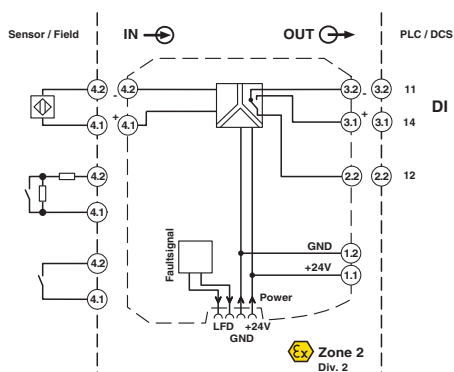 Sensor / Field
IN
OUT
PLC / DCS
4.2
-
4.2
3.2
-
3.2
11
DI
4.1
+
4.1
3.1
+
3.1
14
4.2
2.2
2.2
12
4.1
4.2
Faultsignal
GND
1.2
+24V
1.1
4.1
Power
LFD
+24V
GND
Ex
Zone 2
Div. 2